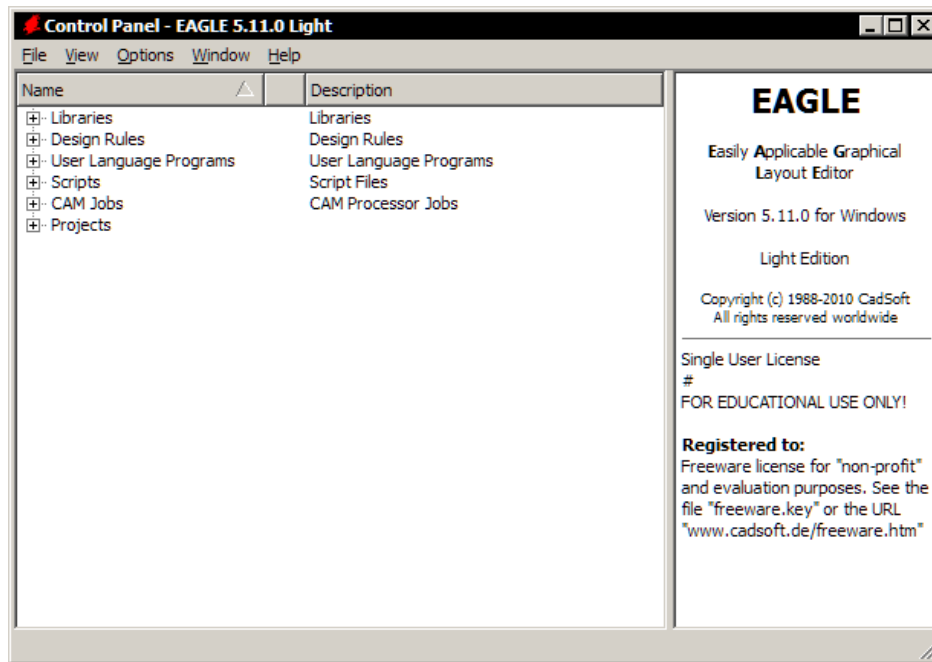 Control Panel - EAGLE 5.11.0 Light
File View Options Window Help
Name Description
Libraries Libraries
Design Rules Design Rules
User Language Programs User Language Programs
Scripts Script Files
CAM Jobs CAM Processor Jobs
Projects
EAGLE
Easily Applicable Graphical
Layout Editor
Version 5.11.0 for Windows
Light Edition
Copyright (c) 1988-2010 CadSoft
All rights reserved worldwide
Single User License
#
FOR EDUCATIONAL USE ONLY!
Registered to:
Freeware license for "non-profit"
and evaluation purposes. See the
file "freeware.key" or the URL
"www.cadsoft.de/freeware.htm"